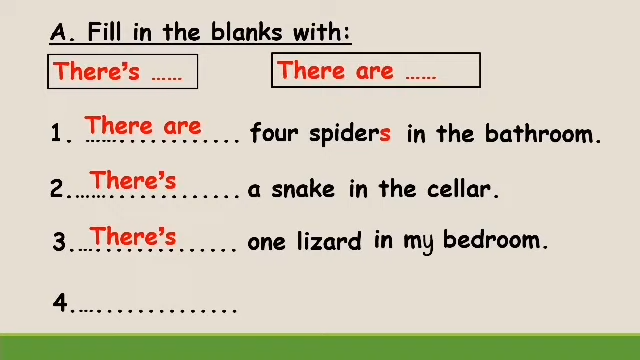 A. Fill in the blanks with:
There's ...... There are ......
1. There are .................. four spiders in the bathroom.
2. There's .................. a snake in the cellar.
3. There's .................. one lizard in my bedroom.
4. ..................